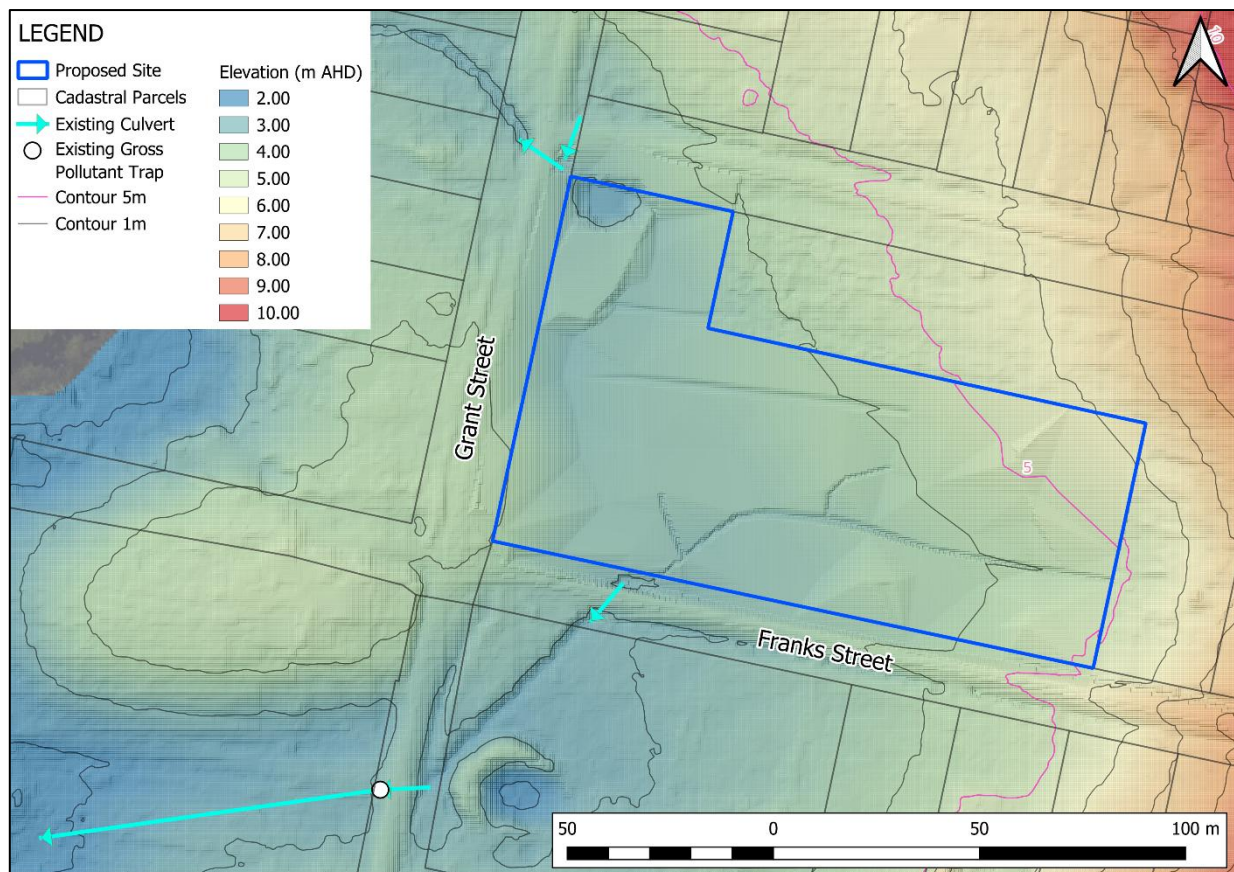 LEGEND
Proposed Site
Cadastral Parcels
Existing Culvert
Existing Gross
Pollutant Trap
Contour 5m
Contour 1m
Elevation (m AHD)
2.00
3.00
4.00
5.00
6.00
7.00
8.00
9.00
10.00
10
Grant Street
5
Franks Street
50 0 50 100 m